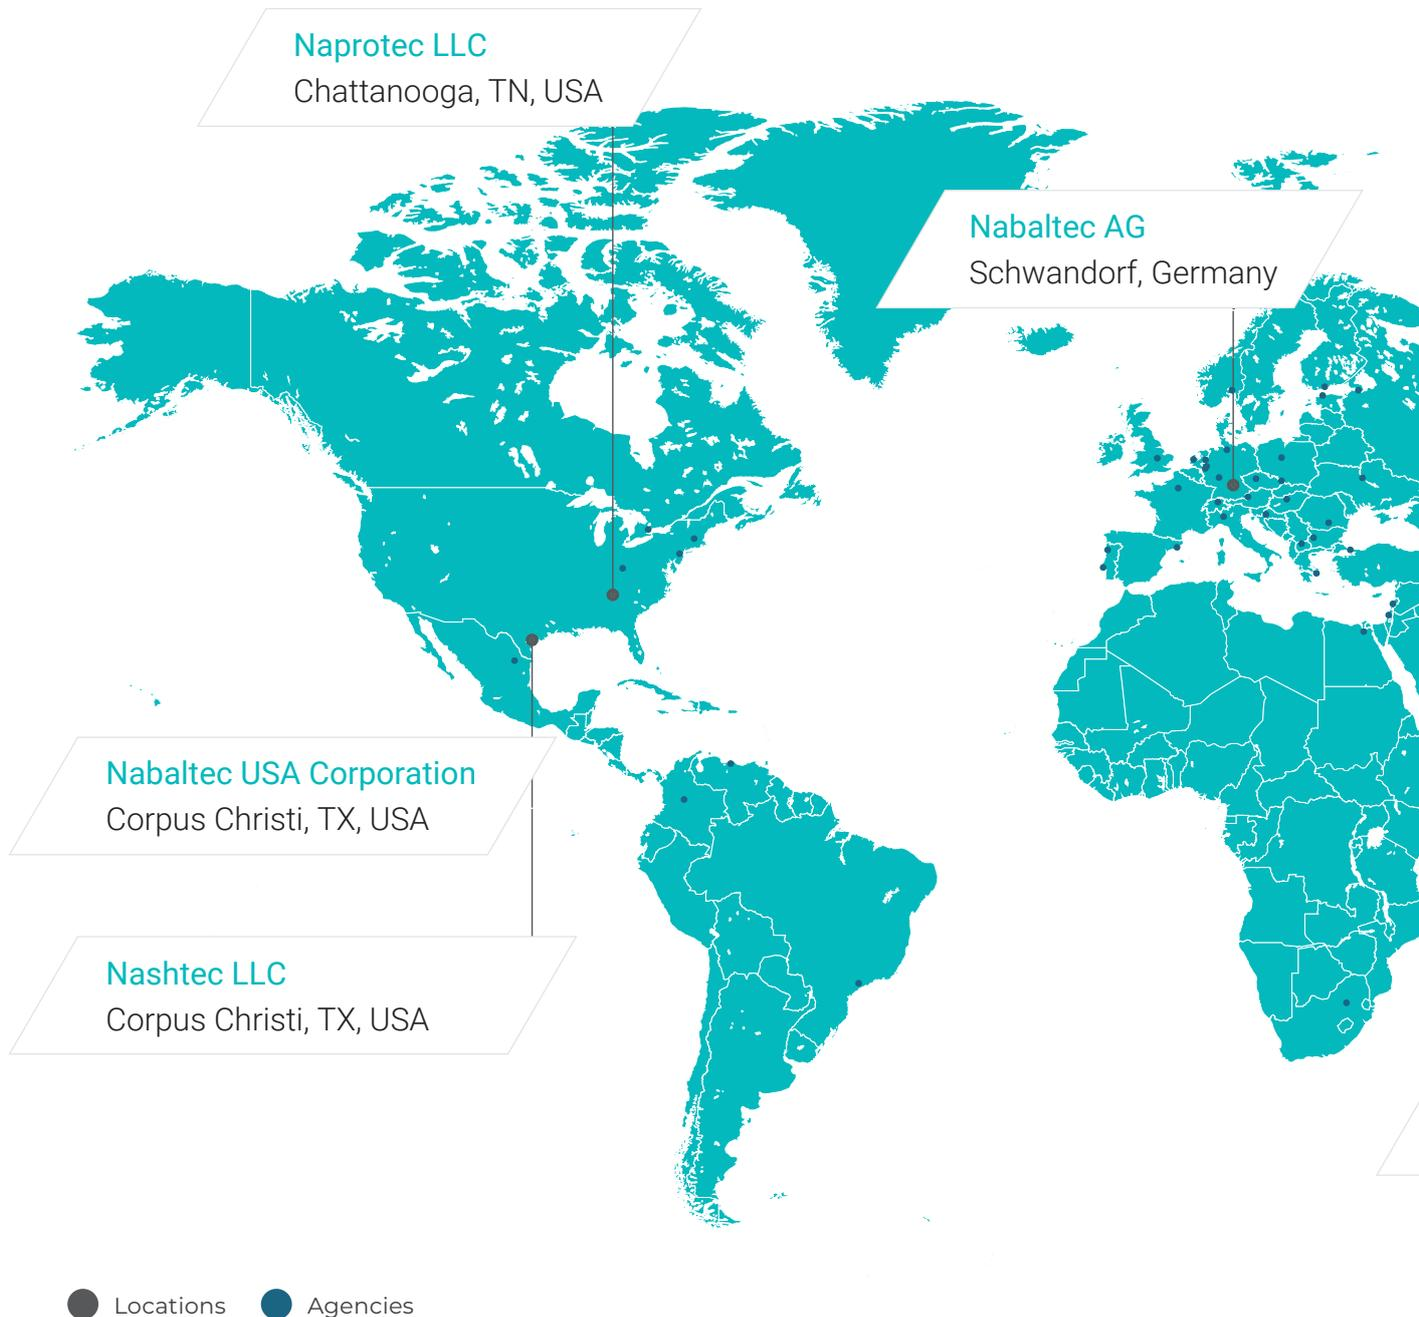 Naprotec LLC
Chattanooga, TN, USA
Nabaltec AG
Schwandorf, Germany
Nabaltec USA Corporation
Corpus Christi, TX, USA
Nashtec LLC
Corpus Christi, TX, USA
Locations
Agencies